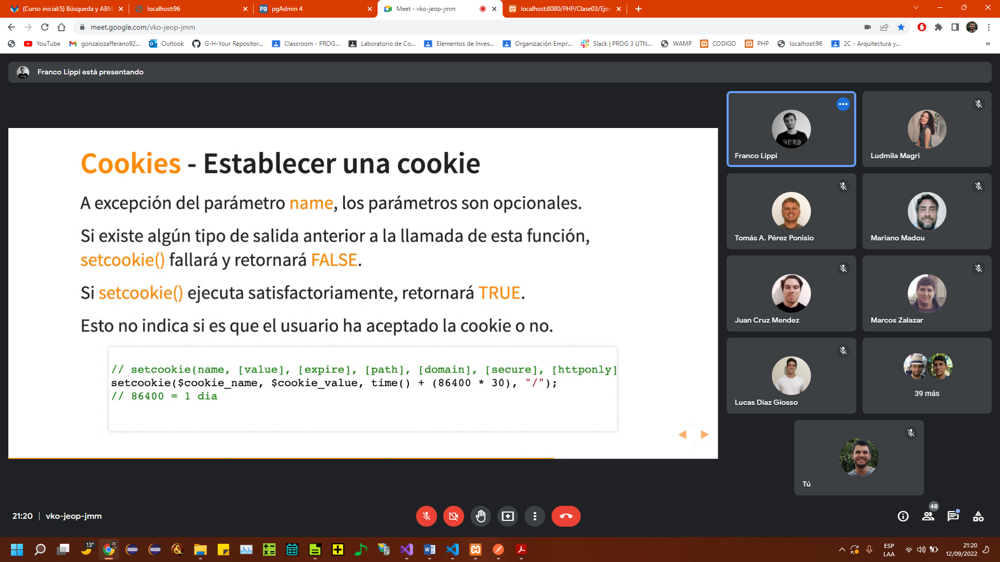 (Curso inicial:5) Búsqueda y ABM
localhost:96
pgAdmin 4
Meet - vko-jeop-jmm
localhost:8080/PHP/Clase03/Ejer
meet.google.com/vko-jeop-jmm
YouTube
gonzalozafferano92...
Outlook
G-H-Your Repositor...
Classroom - PROG...
Laboratorio de Co...
Elementos de Inves...
Organización Empr...
Slack | PROG 3 UTN...
WAMP
CODIGO
PHP
localhost:96
2C - Arquitectura y...
»
Franco Lippi está presentando
Cookies - Establecer una cookie
A excepción del parámetro name, los parámetros son opcionales.
Si existe algún tipo de salida anterior a la llamada de esta función,
setcookie() fallará y retornará FALSE.
Si setcookie() ejecuta satisfactoriamente, retornará TRUE.
Esto no indica si es que el usuario ha aceptado la cookie o no.
// setcookie(name, [value], [expire], [path], [domain], [secure], [httponly]
setcookie($cookie_name, $cookie_value, time() + (86400 * 30), "/");
// 86400 = 1 dia
Franco Lippi
Ludmila Magri
Tomás A. Pérez Ponisio
Mariano Madou
Juan Cruz Mendez
Marcos Zalazar
Lucas Diaz Giosso
39 más
Tú
21:20 | vko-jeop-jmm
48
13°
ESP
LAA
21:20
12/09/2022